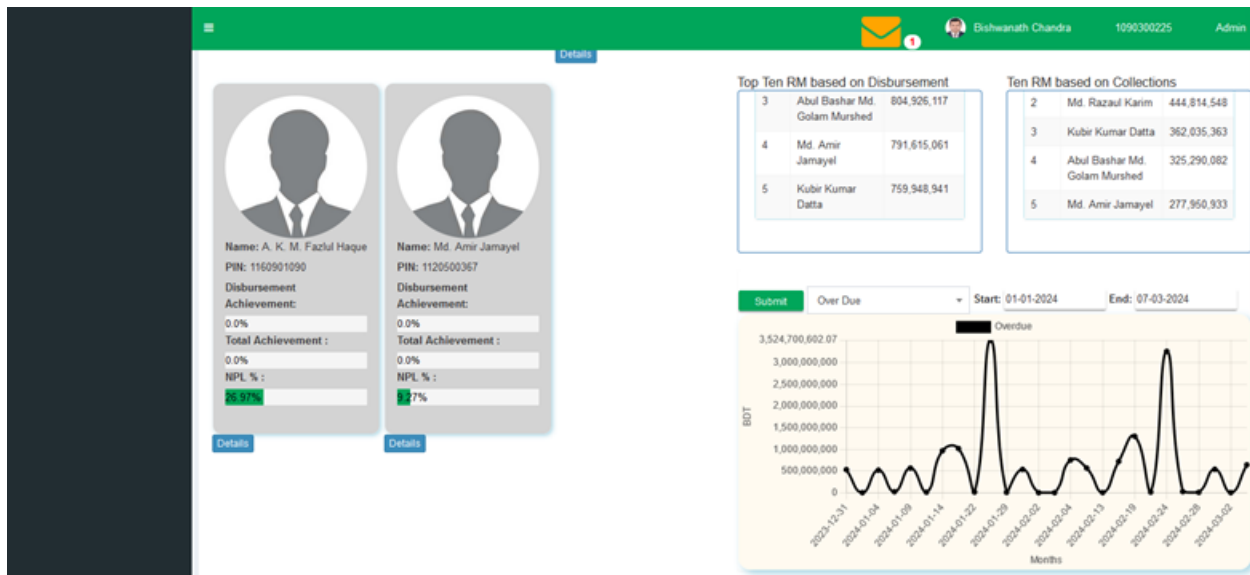 1
Bishwanath Chandra
1090300225
Admin
Details
Name: A. K. M. Fazlul Haque
PIN: 1160901090
Disbursement
Achievement:
0.0%
Total Achievement :
0.0%
NPL % :
26.97%
Details
Name: Md. Amir Jamayel
PIN: 1120500367
Disbursement
Achievement:
0.0%
Total Achievement :
0.0%
NPL % :
9.27%
Details
Top Ten RM based on Disbursement
3 Abul Bashar Md. 804,926,117
Golam Murshed
4 Md. Amir 791,615,061
Jamayel
5 Kubir Kumar 759,948,941
Datta
Ten RM based on Collections
2 Md. Razaul Karim 444,814,548
3 Kubir Kumar Datta 362,035,363
4 Abul Bashar Md. 325,290,082
Golam Murshed
5 Md. Amir Jamayel 277,950,933
Submit
Over Due
Start: 01-01-2024
End: 07-03-2024
Overdue
3,524,700,602.07
3,000,000,000
2,500,000,000
2,000,000,000
1,500,000,000
1,000,000,000
500,000,000
0
BDT
2023-12-31
2024-01-04
2024-01-09
2024-01-14
2024-01-22
2024-01-29
2024-02-02
2024-02-04
2024-02-13
2024-02-19
2024-02-24
2024-02-28
2024-03-02
Months